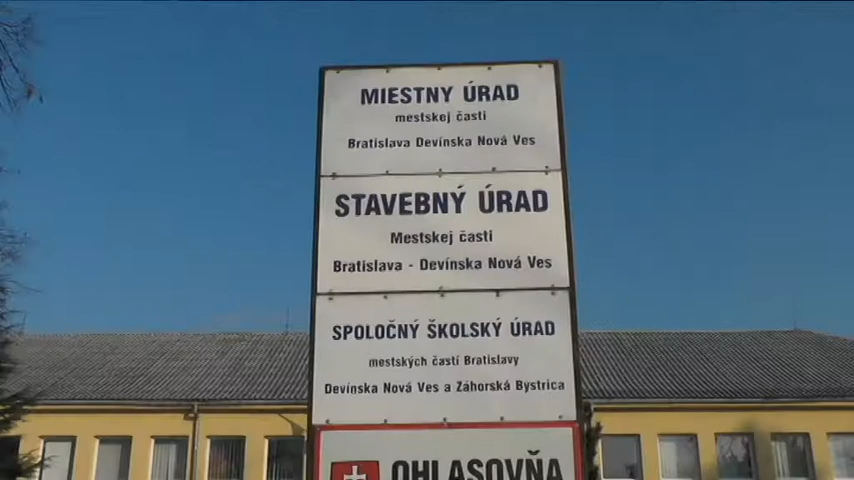 MIESTNY ÚRAD
mestskej časti
Bratislava Devínska Nová Ves
STAVEBNÝ ÚRAD
Mestskej časti
Bratislava - Devínska Nová Ves
SPOLOČNÝ ŠKOLSKÝ ÚRAD
mestských častí Bratislavy
Devínska Nová Ves a Záhorská Bystrica
OHLASOVŇA